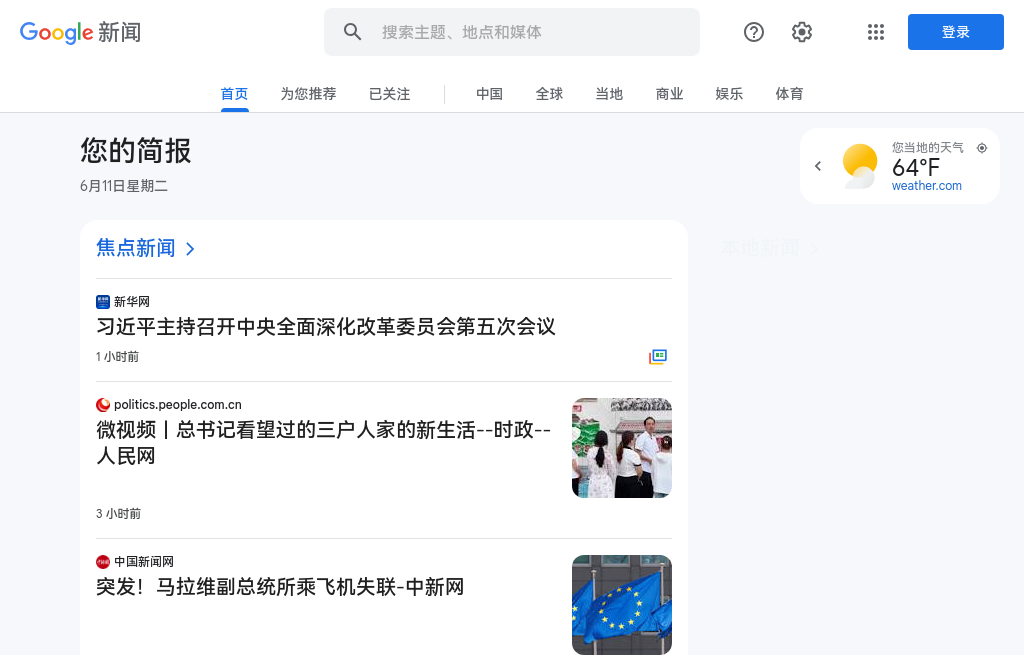 Google 新闻
搜索主题、地点和媒体
登录
首页 为您推荐 已关注 中国 全球 当地 商业 娱乐 体育
您的简报
6月11日星期二
您当地的天气
64°F
weather.com
焦点新闻
本地新闻
新华网
习近平主持召开中央全面深化改革委员会第五次会议
1 小时前
politics.people.com.cn
微视频丨总书记看望过的三户人家的新生活--时政--
人民网
3 小时前
中国新闻网
突发！马拉维副总统所乘飞机失联-中新网